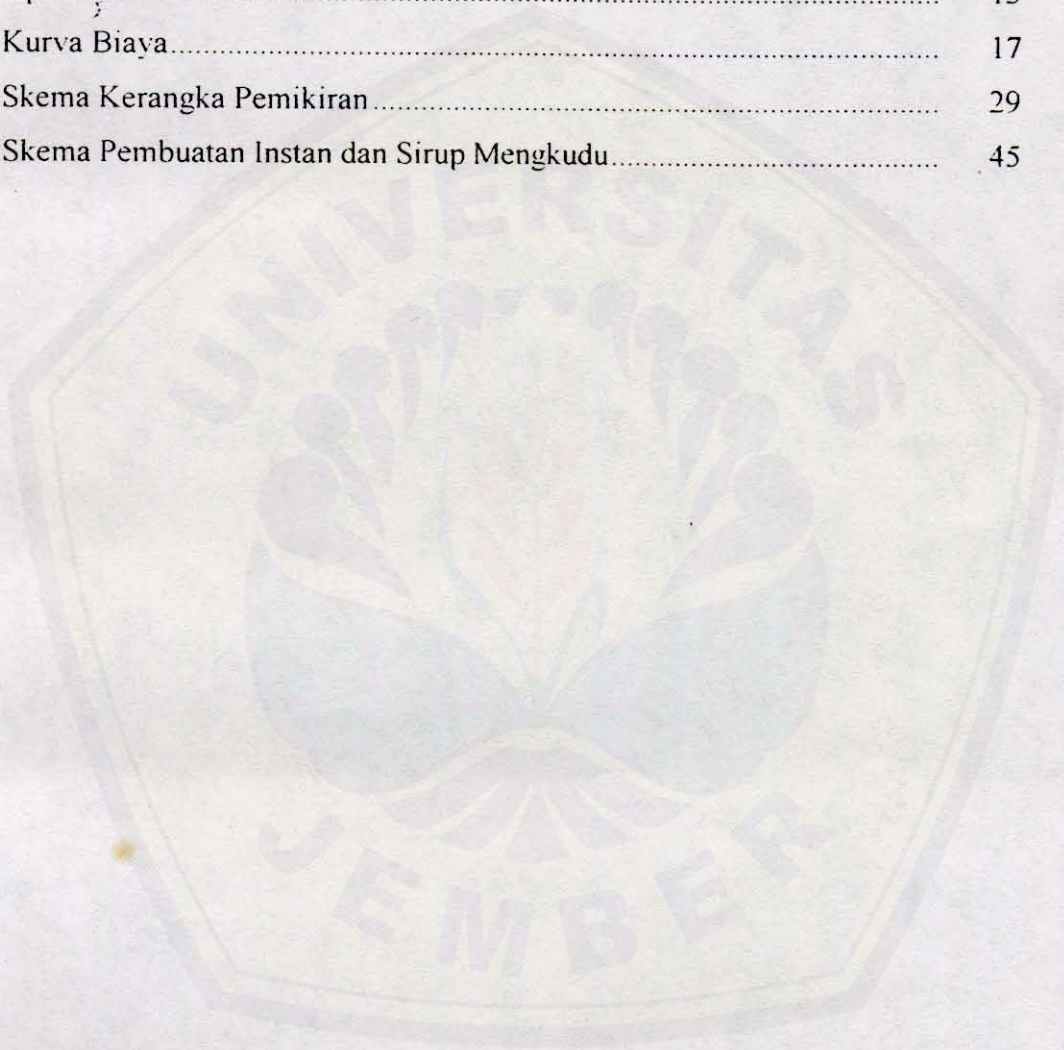 Kurva Biaya........................................................................ 17
Skema Kerangka Pemikiran........................................................ 29
Skema Pembuatan Instan dan Sirup Mengkudu................................ 45
UNIVERSITAS
JEMBER